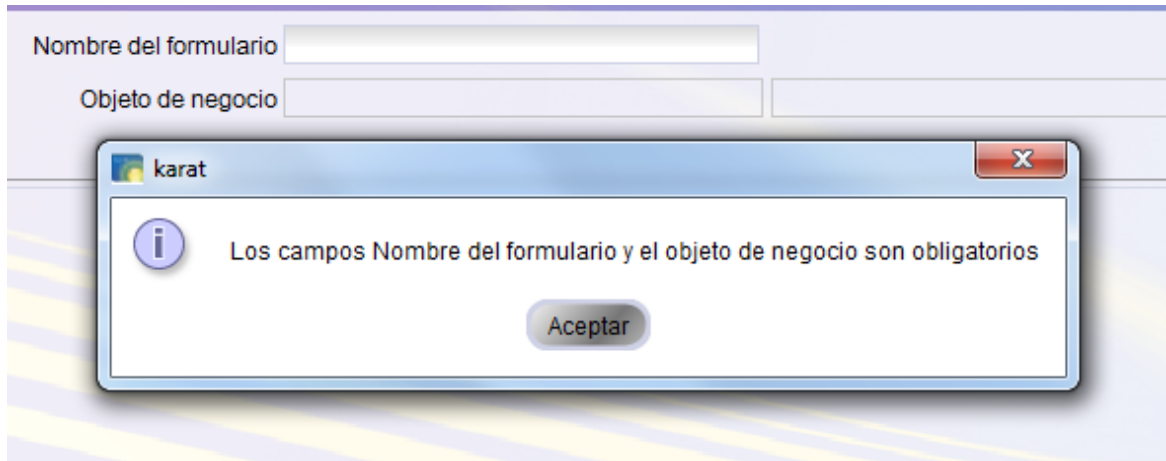 Nombre del formulario
Objeto de negocio
karat
Los campos Nombre del formulario y el objeto de negocio son obligatorios
Aceptar